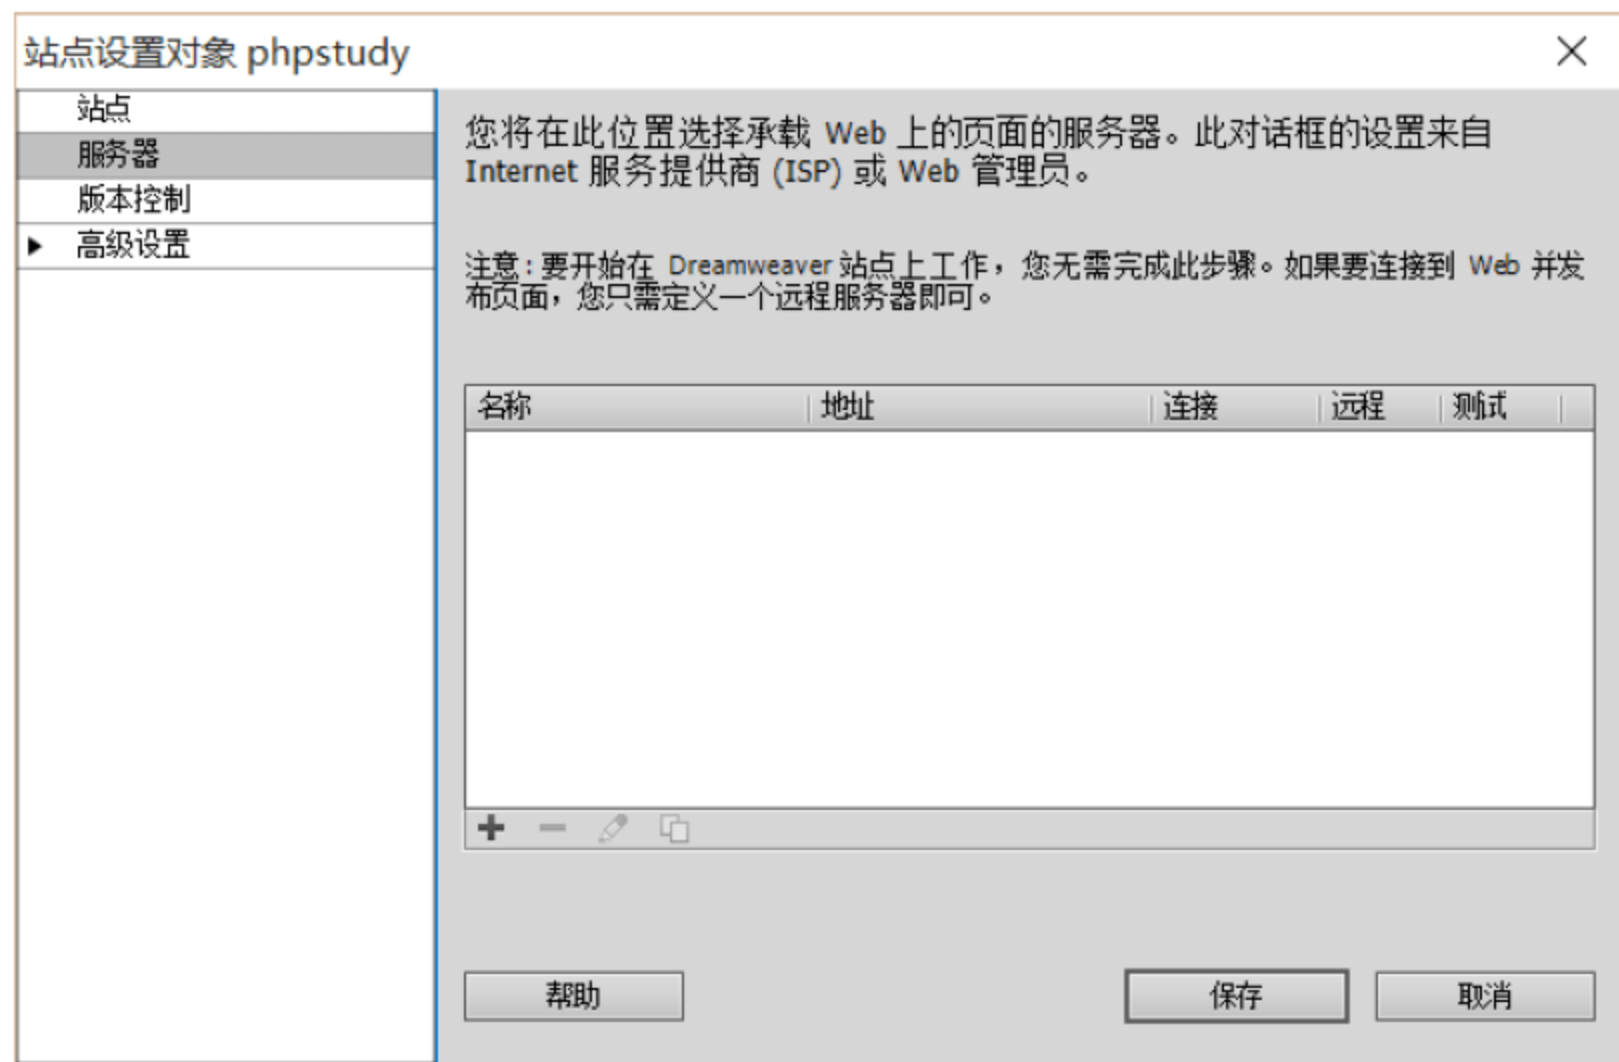 站点设置对象 phpstudy
站点
服务器
版本控制
高级设置
您将在此位置选择承载 Web 上的页面的服务器。此对话框的设置来自
Internet 服务提供商 (ISP) 或 Web 管理员。
注意：要开始在 Dreamweaver 站点上工作，您无需完成此步骤。如果要连接到 Web 并发
布页面，您只需定义一个远程服务器即可。
名称 地址 连接 远程 测试
帮助 保存 取消